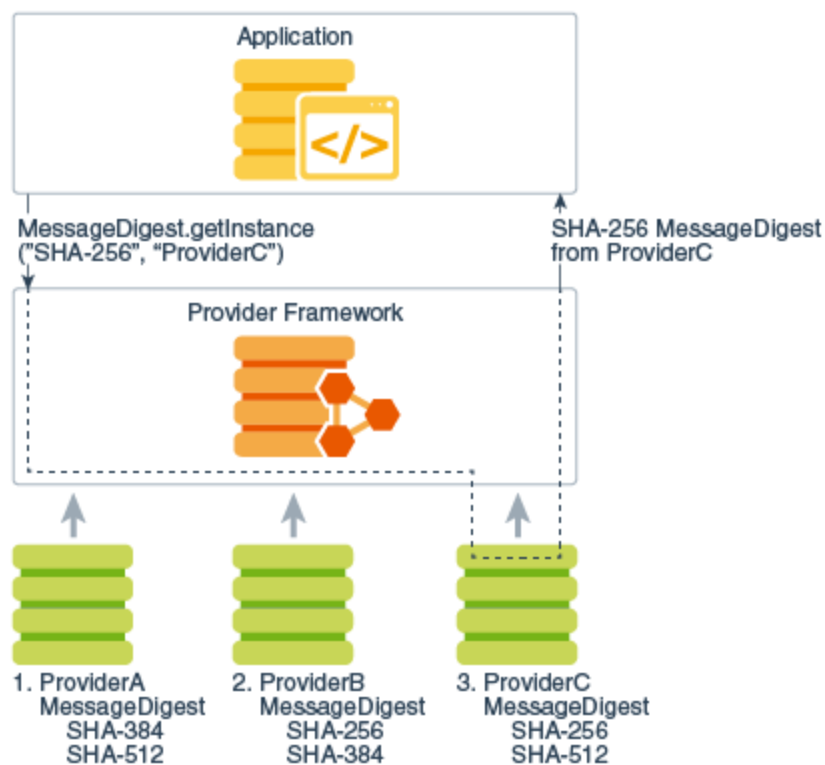 Application
</>
MessageDigest.getInstance
("SHA-256", “ProviderC”)
SHA-256 MessageDigest
from ProviderC
Provider Framework
1. ProviderA
MessageDigest
SHA-384
SHA-512
2. ProviderB
MessageDigest
SHA-256
SHA-384
3. ProviderC
MessageDigest
SHA-256
SHA-512